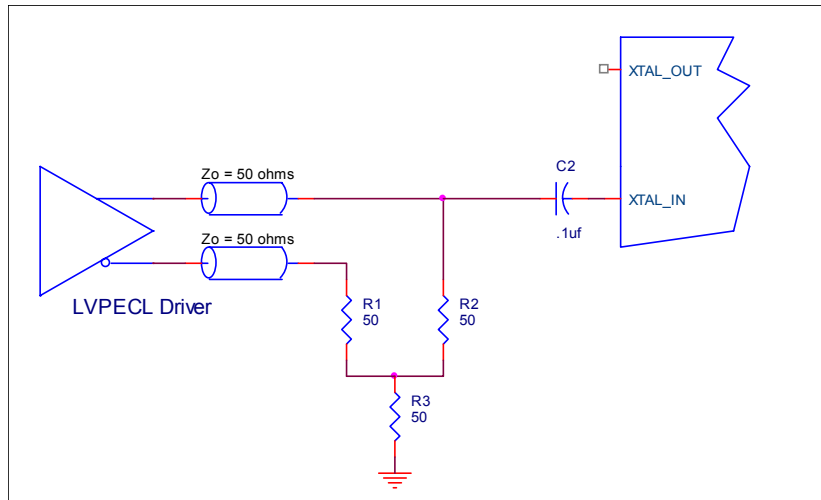 XTAL_OUT
C2
Zo = 50 ohms
XTAL_IN
.1uf
Zo = 50 ohms
LVPECL Driver
R1
50
R2
50
R3
50